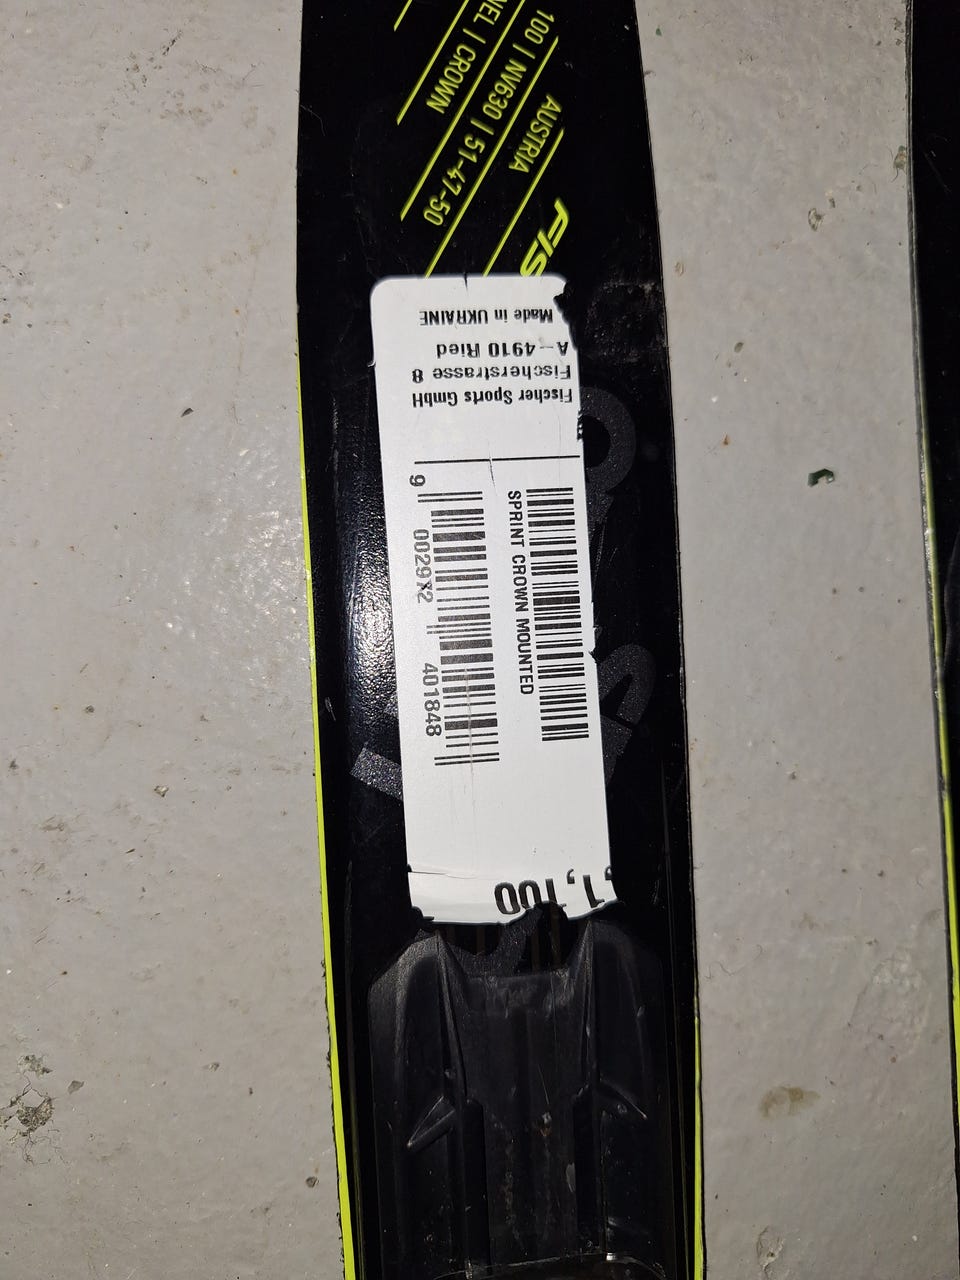 NEL | CROWN
100 | NV630 | 51-47-50
AUSTRIA
FIS
Made in UKRAINE
A-4910 Ried
Fischerstrasse 8
Fischer Sports GmbH
SPRINT CROWN MOUNTED
9 002972 401848
1,100